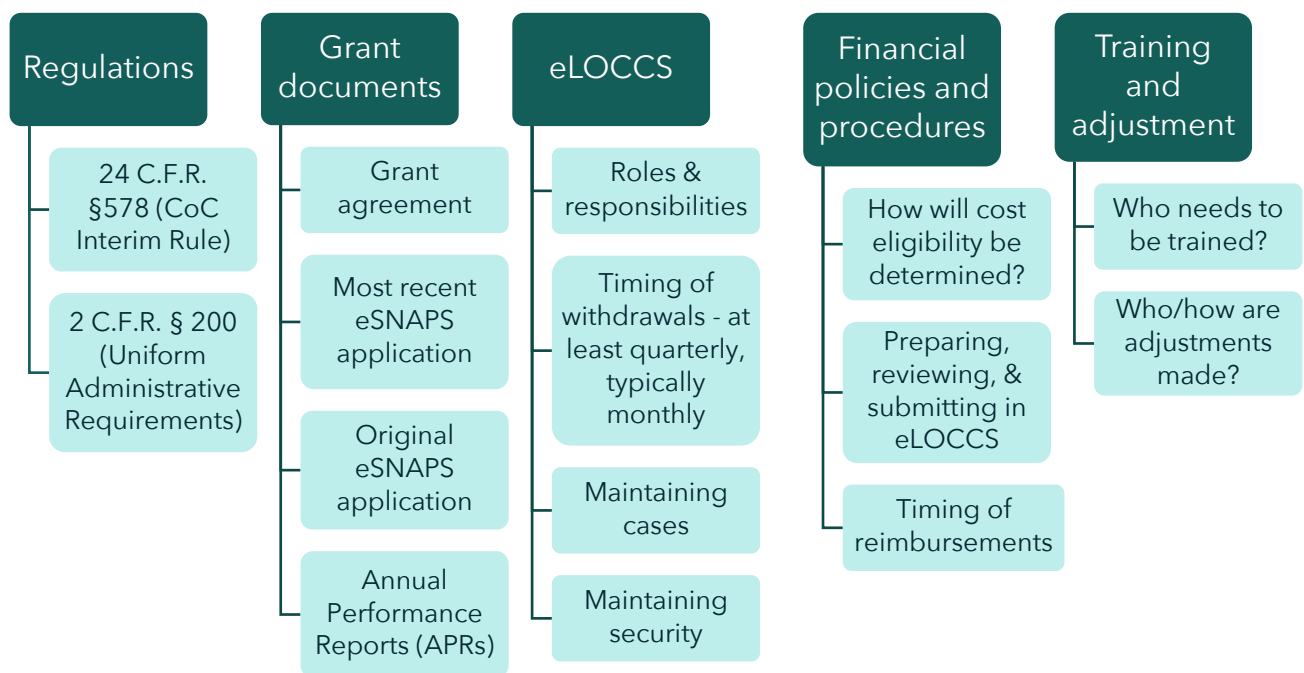 Regulations
24 C.F.R.
§578 (CoC
Interim Rule)
2 C.F.R. § 200
(Uniform
Administrative
Requirements)
Grant
documents
Grant
agreement
Most recent
eSNAPS
application
Original
eSNAPS
application
Annual
Performance
Reports (APRs)
eLOCCS
Roles &
responsibilities
Timing of
withdrawals - at
least quarterly,
typically
monthly
Maintaining
cases
Maintaining
security
Financial
policies and
procedures
How will cost
eligibility be
determined?
Preparing,
reviewing, &
submitting in
eLOCCS
Timing of
reimbursements
Training
and
adjustment
Who needs to
be trained?
Who/how are
adjustments
made?